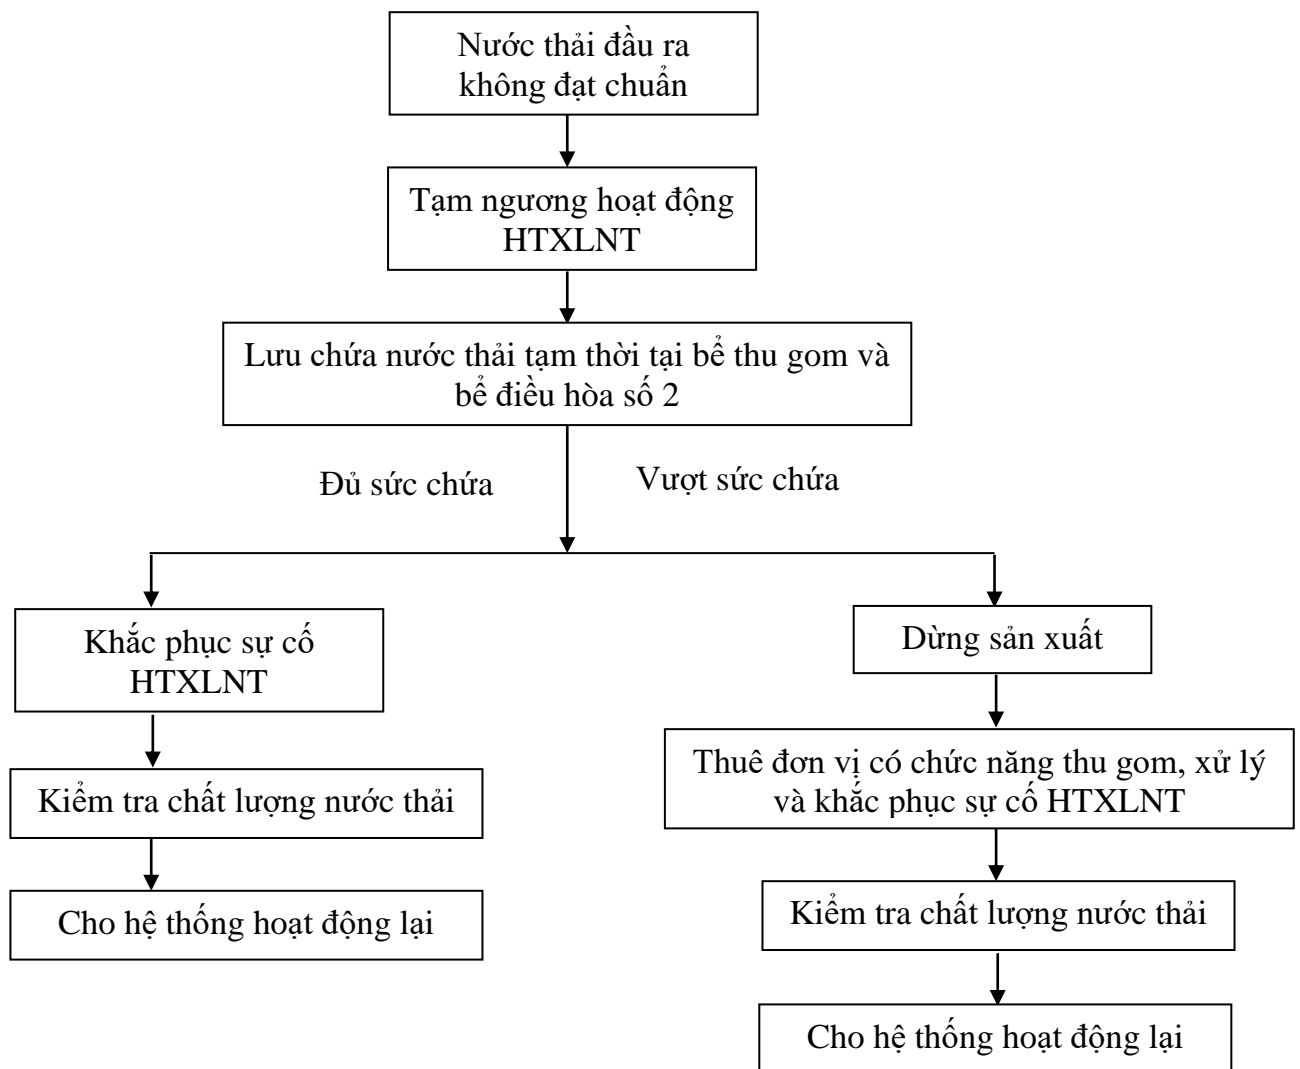 Nước thải đầu ra
không đạt chuẩn
Tạm ngương hoạt động
HTXLNT
Lưu chứa nước thải tạm thời tại bể thu gom và
bể điều hòa số 2
Đủ sức chứa
Vượt sức chứa
Khắc phục sự cố
HTXLNT
Kiểm tra chất lượng nước thải
Cho hệ thống hoạt động lại
Dừng sản xuất
Thuê đơn vị có chức năng thu gom, xử lý
và khắc phục sự cố HTXLNT
Kiểm tra chất lượng nước thải
Cho hệ thống hoạt động lại